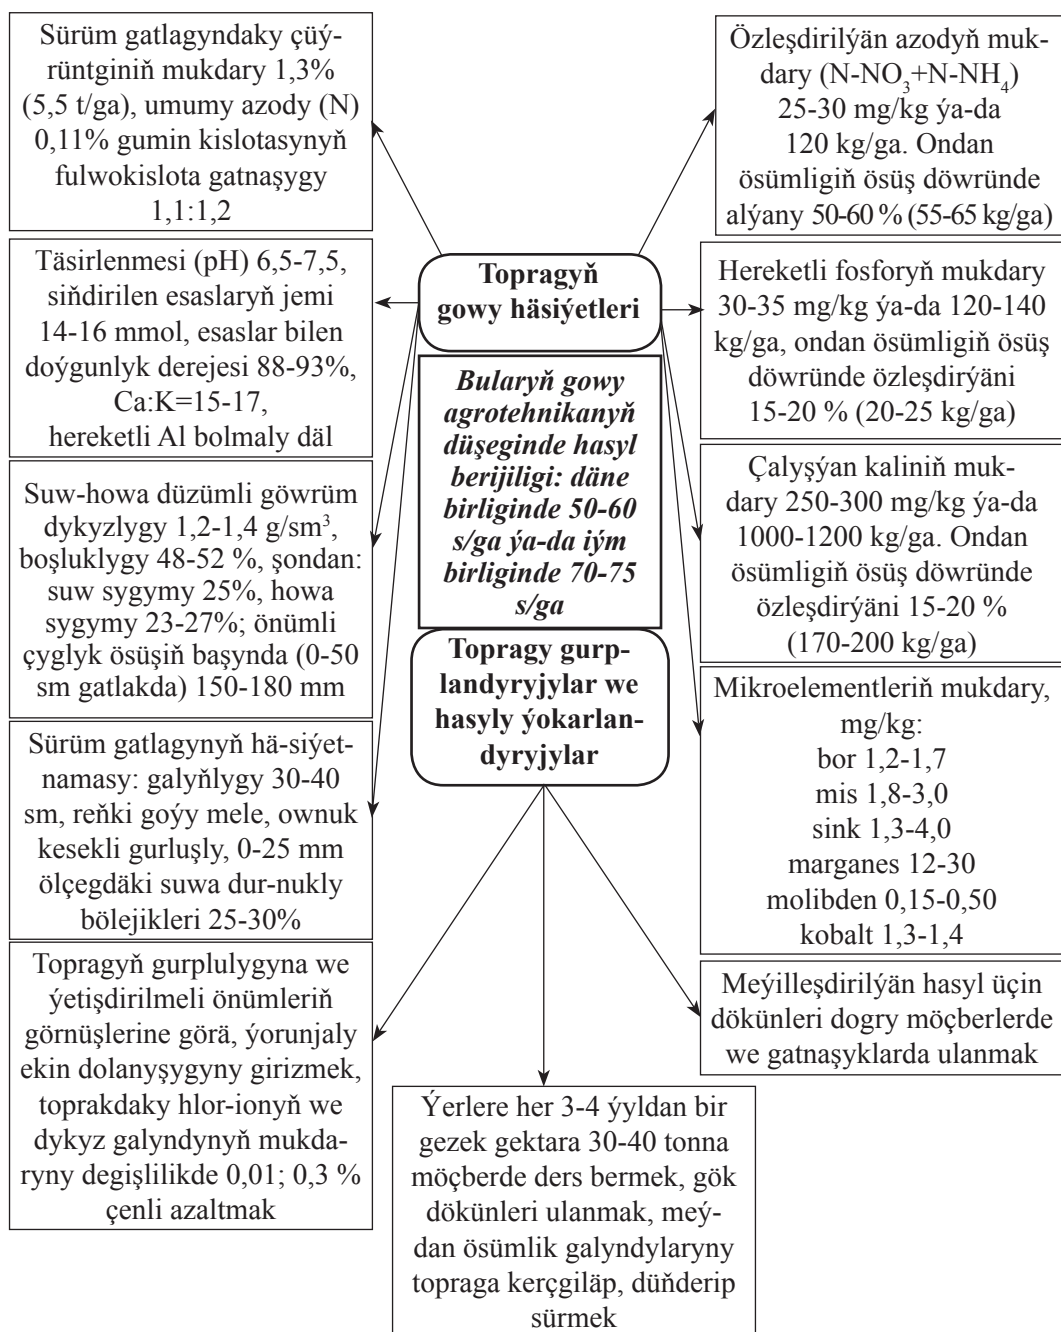 Sürüm gatlagyndaky çüý-
rüntginiň mukdary 1,3%
(5,5 t/ga), umumy azody (N)
0,11% gumin kislotasynyň
fulwokislota gatnaşygy
1,1:1,2
Täsirlenmesi (pH) 6,5-7,5,
siňdirilen esaslaryň jemi
14-16 mmol, esaslar bilen
doýgunlyk derejesi 88-93%,
Ca:K=15-17,
hereketli Al bolmaly däl
Suw-howa düzümli göwrüm
dykyzlygy 1,2-1,4 g/sm³,
boşluklygy 48-52 %, şondan:
suw sygymy 25%, howa
sygymy 23-27%; önümli
çyglyk ösüşiň başynda (0-50
sm gatlakda) 150-180 mm
Sürüm gatlagynyň hä-siýet-
namasy: galyňlygy 30-40
sm, reňki goýy mele, ownuk
kesekli gurluşly, 0-25 mm
ölçegdäki suwa dur-nukly
bölejikleri 25-30%
Topragyň gurplulygyna we
ýetişdirilmeli önümleriň
görnüşlerine görä, ýorunjaly
ekin dolanyşygyny girizmek,
toprakdaky hlor-ionyň we
dykyz galyndynyň mukda-
ryny degişlilikde 0,01; 0,3 %
çenli azaltmak
Topragyň
gowy häsiýetleri
Bularyň gowy
agrotehnikanyň
düşeginde hasyl
berijiligi: däne
birliginde 50-60
s/ga ýa-da iým
birliginde 70-75
s/ga
Topragy gurp-
landyryjylar we
hasyly ýokarlan-
dyryjylar
Ýerlere her 3-4 ýyldan bir
gezek gektara 30-40 tonna
möçberde ders bermek, gök
dökünleri ulanmak, meý-
dan ösümlik galyndylaryny
topraga kerçgiläp, düňderip
sürmek
Özleşdirilýän azodyň muk-
dary (N-NO₃+N-NH₄)
25-30 mg/kg ýa-da
120 kg/ga. Ondan
ösümligiň ösüş döwründe
alýany 50-60 % (55-65 kg/ga)
Hereketli fosforyň mukdary
30-35 mg/kg ýa-da 120-140
kg/ga, ondan ösümligiň ösüş
döwründe özleşdirýäni
15-20 % (20-25 kg/ga)
Çalyşýan kaliniň muk-
dary 250-300 mg/kg ýa-da
1000-1200 kg/ga. Ondan
ösümligiň ösüş döwründe
özleşdirýäni 15-20 %
(170-200 kg/ga)
Mikroelementleriň mukdary,
mg/kg:
bor 1,2-1,7
mis 1,8-3,0
sink 1,3-4,0
marganes 12-30
molibden 0,15-0,50
kobalt 1,3-1,4
Meýilleşdirilýän hasyl üçin
dökünleri dogry möçberlerde
we gatnaşyklarda ulanmak